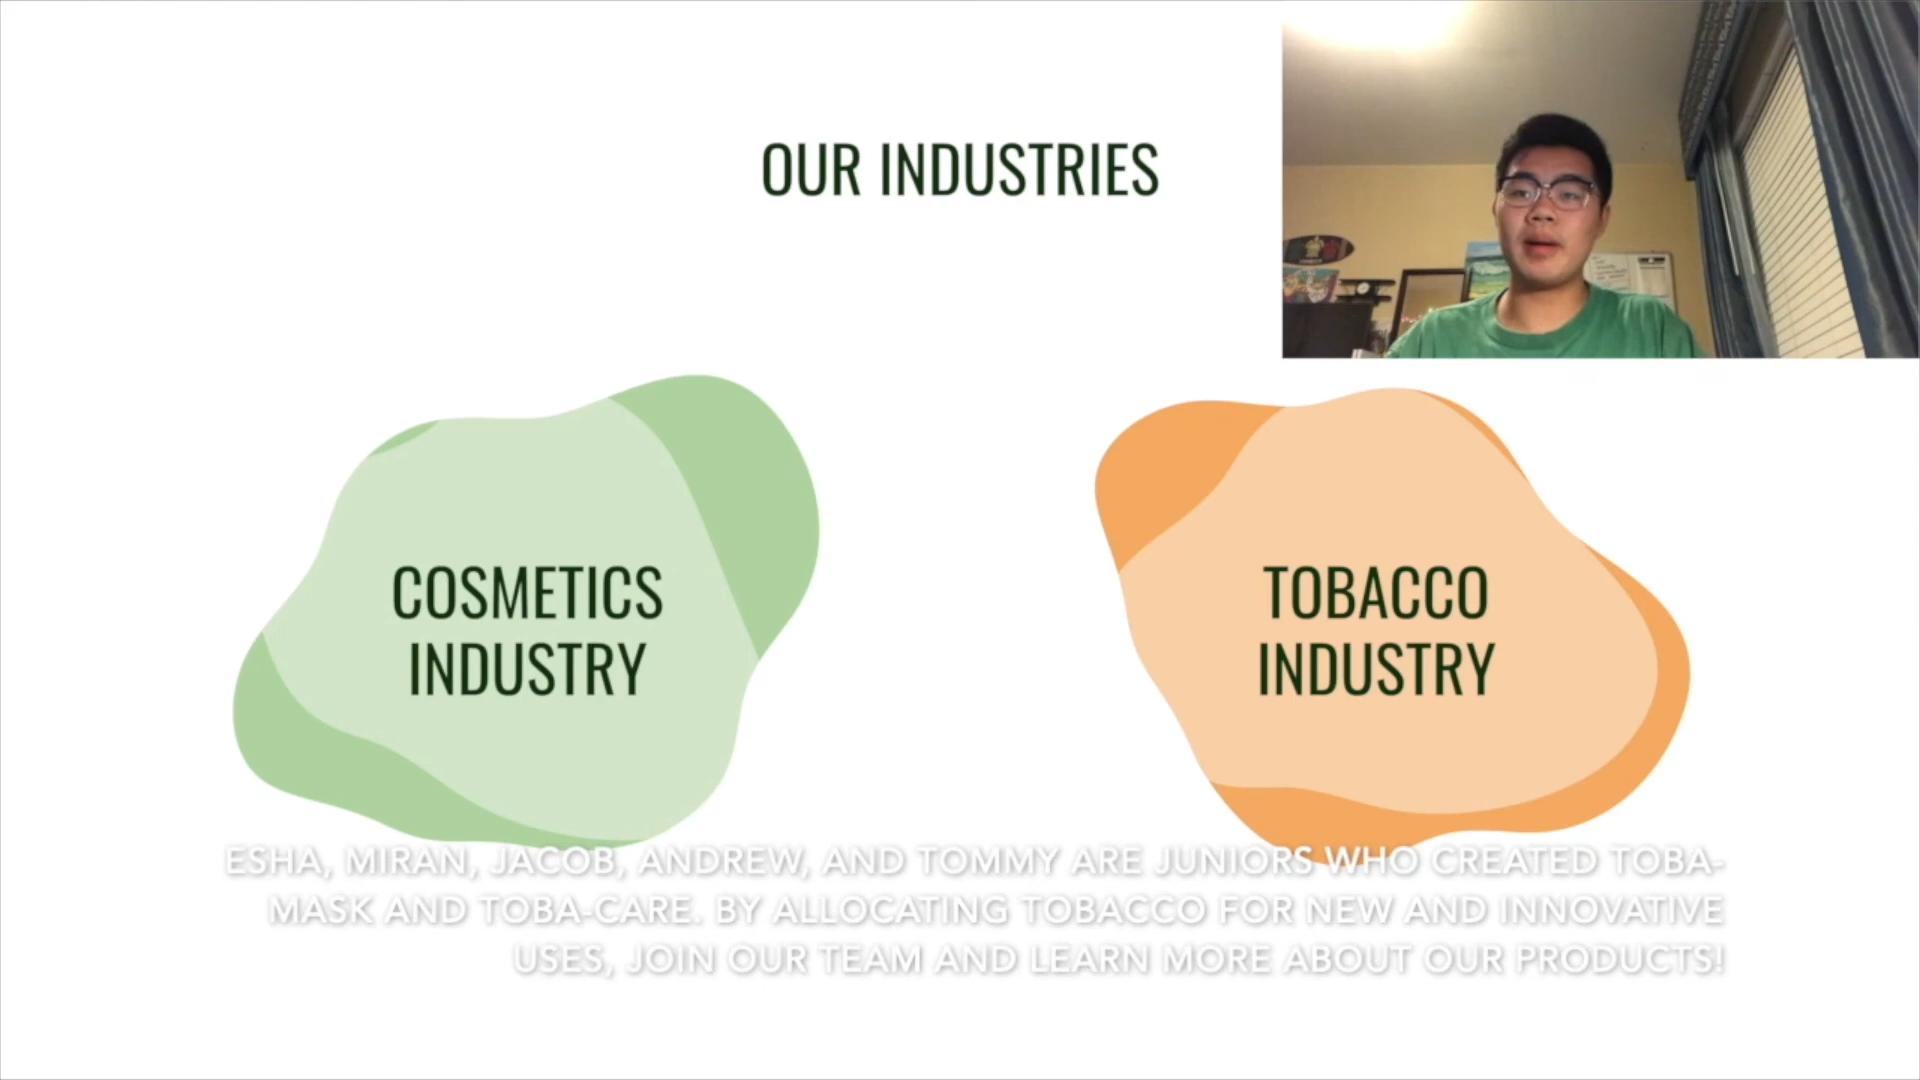 OUR INDUSTRIES
COSMETICS
INDUSTRY
TOBACCO
INDUSTRY
ESHA, MIRAN, JACOB, ANDREW, AND TOMMY ARE JUNIORS WHO CREATED TOBA-
MASK AND TOBA-CARE. BY ALLOCATING TOBACCO FOR NEW AND INNOVATIVE
USES, JOIN OUR TEAM AND LEARN MORE ABOUT OUR PRODUCTS!